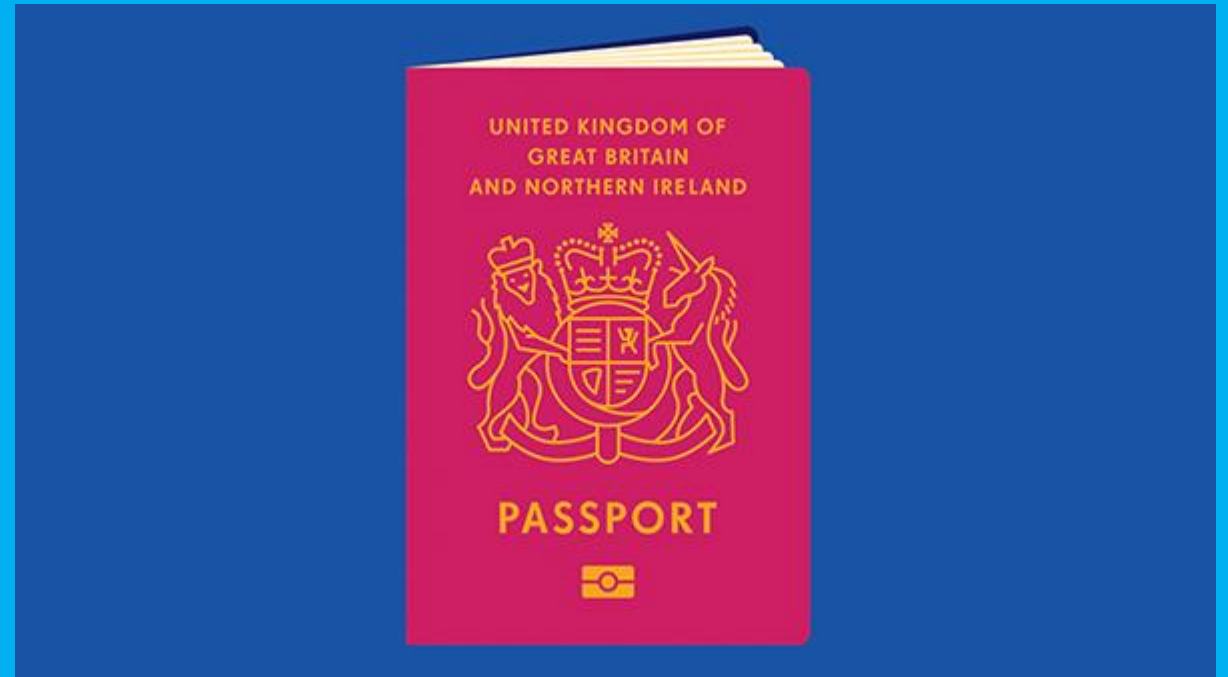 UNITED KINGDOM OF
GREAT BRITAIN
AND NORTHERN IRELAND
PASSPORT